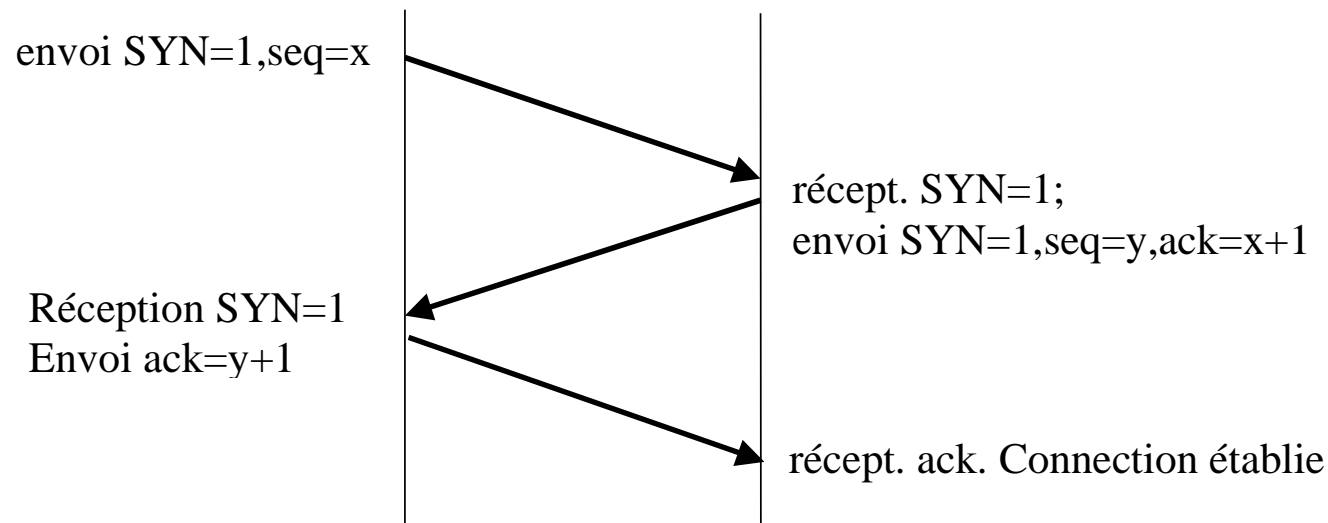 envoi SYN=1,seq=x
récept. SYN=1;
envoi SYN=1,seq=y,ack=x+1
Réception SYN=1
Envoi ack=y+1
récept. ack. Connection établie